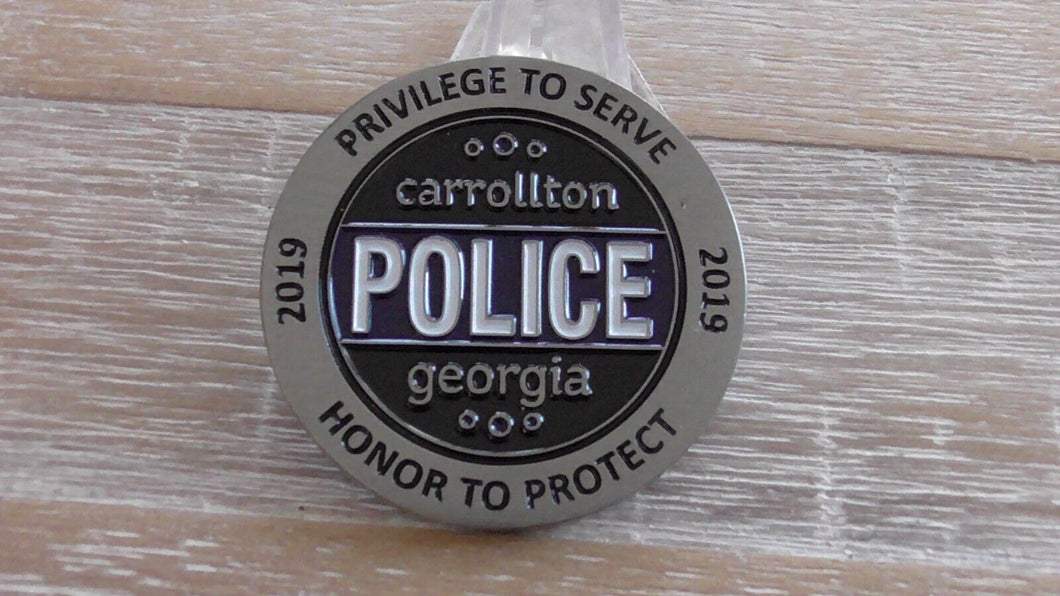 PRIVILEGE TO SERVE
carrollton
2019
POLICE
2019
georgia
HONOR TO PROTECT